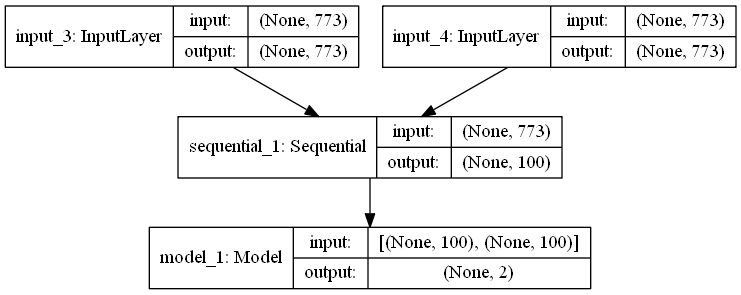 input_3: InputLayer input: (None, 773) output: (None, 773)
input_4: InputLayer input: (None, 773) output: (None, 773)
sequential_1: Sequential input: (None, 773) output: (None, 100)
model_1: Model input: [(None, 100), (None, 100)] output: (None, 2)